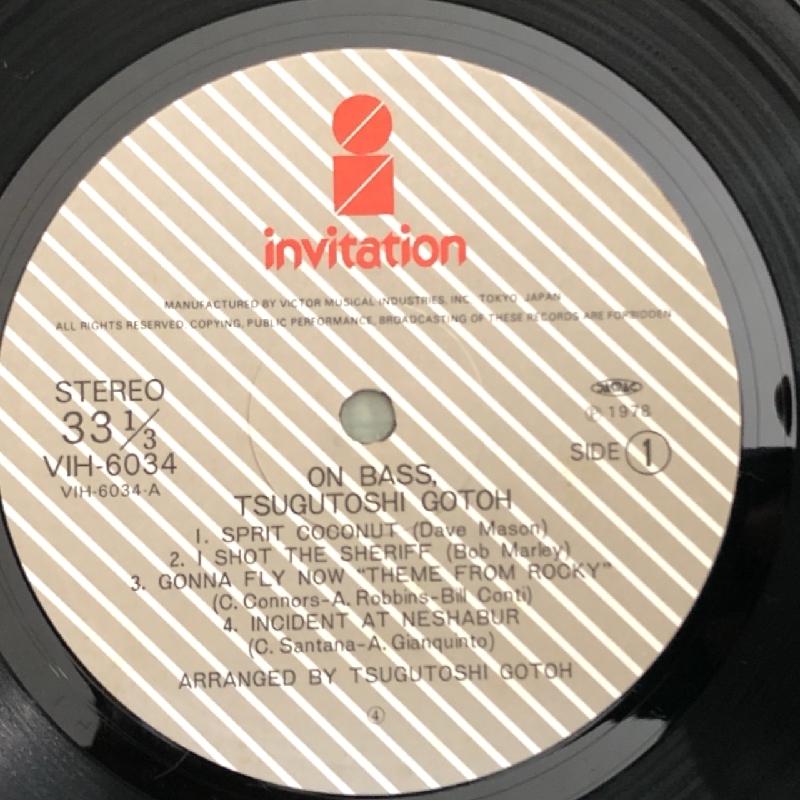 invitation
MANUFACTURED BY VICTOR MUSICAL INDUSTRIES, INC. TOKYO, JAPAN
ALL RIGHTS RESERVED. COPYING, PUBLIC PERFORMANCE, BROADCASTING OF THESE RECORDS ARE FORBIDDEN
STEREO
33 1/3
VIH-6034
VIH-6034-A
Ⓟ 1978
SIDE 1
ON BASS,
TSUGUTOSHI GOTOH
1. SPRIT COCONUT (Dave Mason)
2. I SHOT THE SHERIFF (Bob Marley)
3. GONNA FLY NOW "THEME FROM ROCKY"
(C. Connors-A. Robbins-Bill Conti)
4. INCIDENT AT NESHABUR
(C. Santana-A. Gianquinto)
ARRANGED BY TSUGUTOSHI GOTOH
④